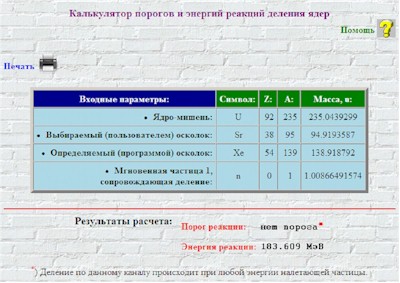 Калькулятор порогов и энергий реакций деления ядер
Помощь ?
Печать
Входные параметры: Символ: Z: A: Масса, u:
• Ядро-мишень: U 92 235 235.0439299
• Выбираемый (пользователем) осколок: Sr 38 95 94.9193587
• Определяемый (программой) осколок: Xe 54 139 138.918792
• Мгновенная частица 1,
сопровождающая деление: n 0 1 1.00866491574
Результаты расчета: Порог реакции: нет порога*
Энергия реакции: 183.609 МэВ
*) Деление по данному каналу происходит при любой энергии налетающей частицы.